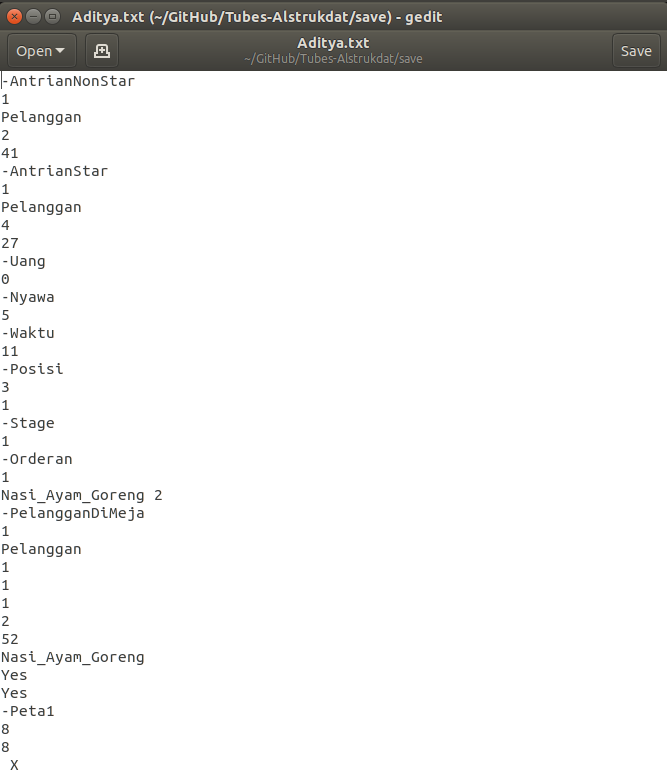 Aditya.txt (~/GitHub/Tubes-Alstrukdat/save) - gedit
Open
Aditya.txt
~/GitHub/Tubes-Alstrukdat/save
Save
-AntrianNonStar
1
Pelanggan
2
41
-AntrianStar
1
Pelanggan
4
27
-Uang
0
-Nyawa
5
-Waktu
11
-Posisi
3
1
-Stage
1
-Orderan
1
Nasi_Ayam_Goreng 2
-PelangganDiMeja
1
Pelanggan
1
1
1
2
52
Nasi_Ayam_Goreng
Yes
Yes
-Peta1
8
8
X